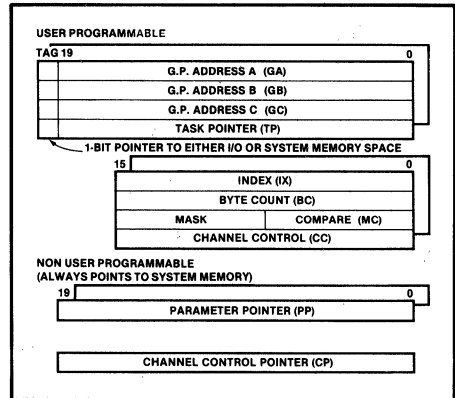 USER PROGRAMMABLE
TAG 19 0
G.P. ADDRESS A (GA)
G.P. ADDRESS B (GB)
G.P. ADDRESS C (GC)
TASK POINTER (TP)
1-BIT POINTER TO EITHER I/O OR SYSTEM MEMORY SPACE
15 0
INDEX (IX)
BYTE COUNT (BC)
MASK COMPARE (MC)
CHANNEL CONTROL (CC)
NON USER PROGRAMMABLE
(ALWAYS POINTS TO SYSTEM MEMORY)
19 0
PARAMETER POINTER (PP)
CHANNEL CONTROL POINTER (CP)